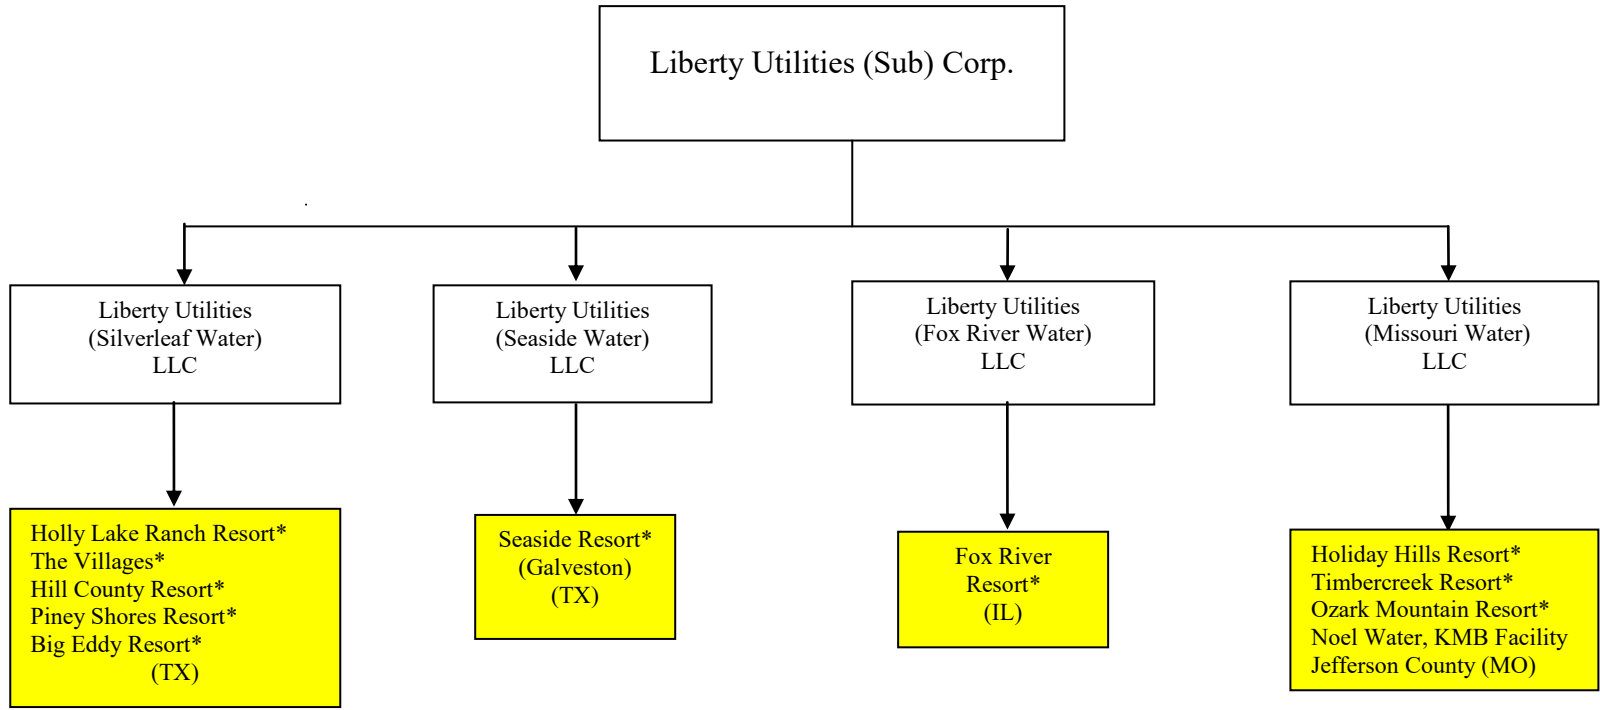 Liberty Utilities (Sub) Corp.
Liberty Utilities
(Silverleaf Water)
LLC
Liberty Utilities
(Seaside Water)
LLC
Liberty Utilities
(Fox River Water)
LLC
Liberty Utilities
(Missouri Water)
LLC
Holly Lake Ranch Resort*
The Villages*
Hill County Resort*
Piney Shores Resort*
Big Eddy Resort*
(TX)
Seaside Resort*
(Galveston)
(TX)
Fox River
Resort*
(IL)
Holiday Hills Resort*
Timbercreek Resort*
Ozark Mountain Resort*
Noel Water, KMB Facility
Jefferson County (MO)